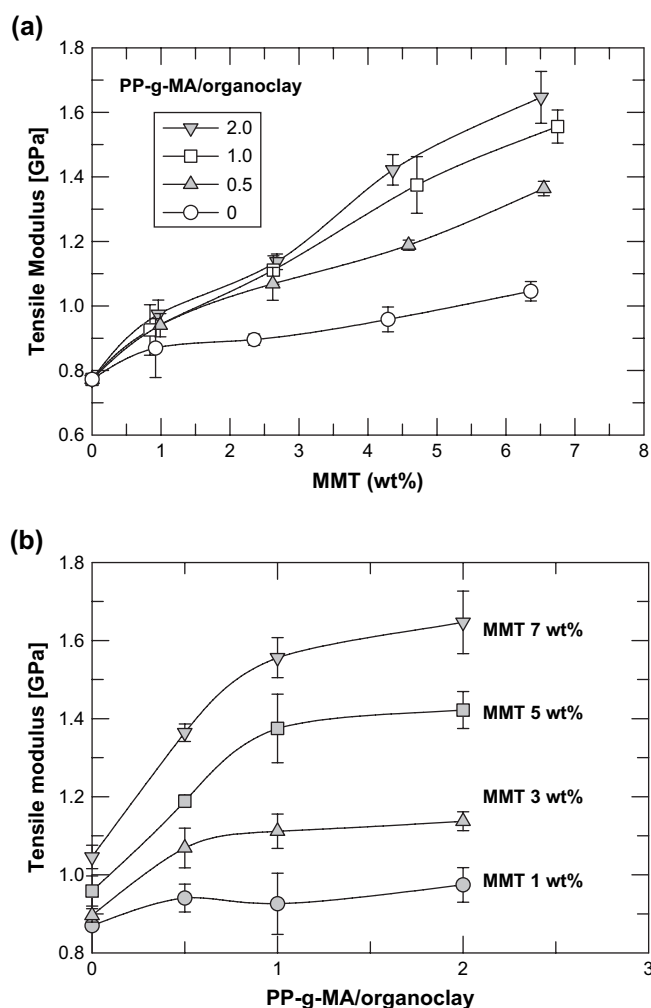 (a)
1.8
1.6
1.4
1.2
1.0
0.8
0.6
Tensile Modulus [GPa]
PP-g-MA/organoclay
2.0
1.0
0.5
0
0 1 2 3 4 5 6 7 8
MMT (wt%)
(b)
1.8
1.6
1.4
1.2
1.0
0.8
Tensile modulus [GPa]
MMT 7 wt%
MMT 5 wt%
MMT 3 wt%
MMT 1 wt%
0 1 2 3
PP-g-MA/organoclay